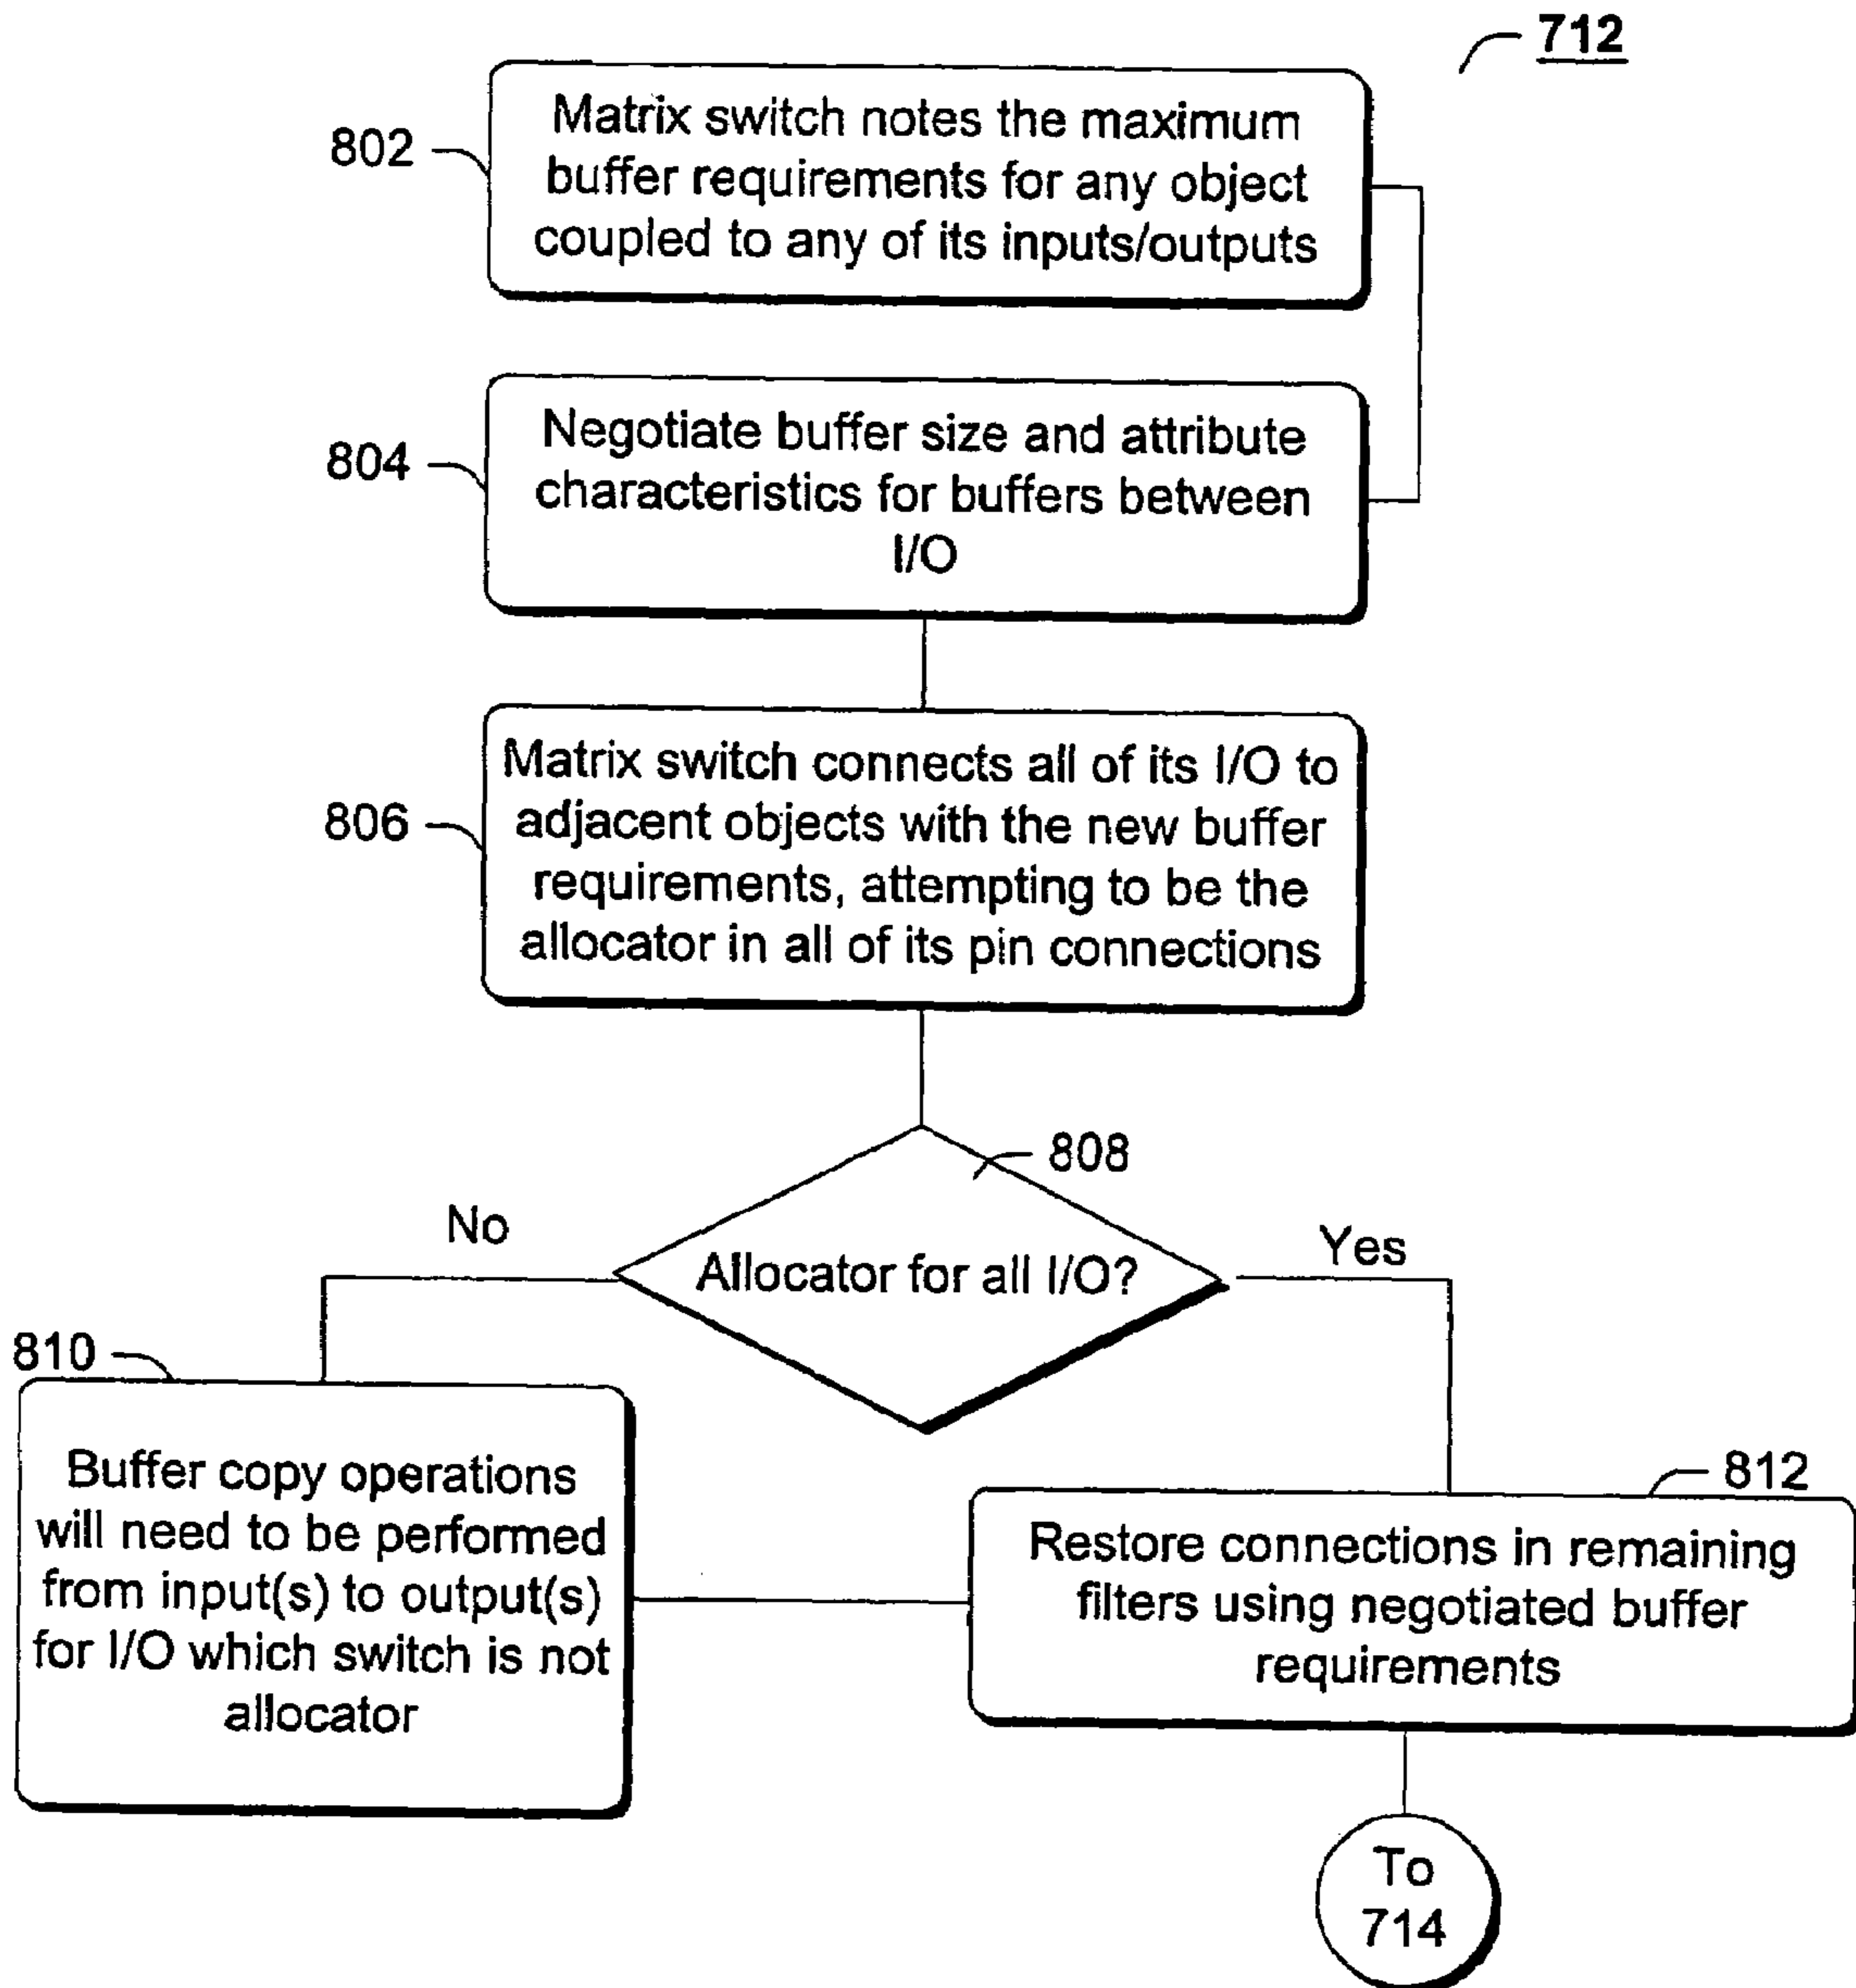 712
802
Matrix switch notes the maximum
buffer requirements for any object
coupled to any of its inputs/outputs
804
Negotiate buffer size and attribute
characteristics for buffers between
I/O
806
Matrix switch connects all of its I/O to
adjacent objects with the new buffer
requirements, attempting to be the
allocator in all of its pin connections
808
No
Allocator for all I/O?
Yes
810
Buffer copy operations
will need to be performed
from input(s) to output(s)
for I/O which switch is not
allocator
812
Restore connections in remaining
filters using negotiated buffer
requirements
To
714